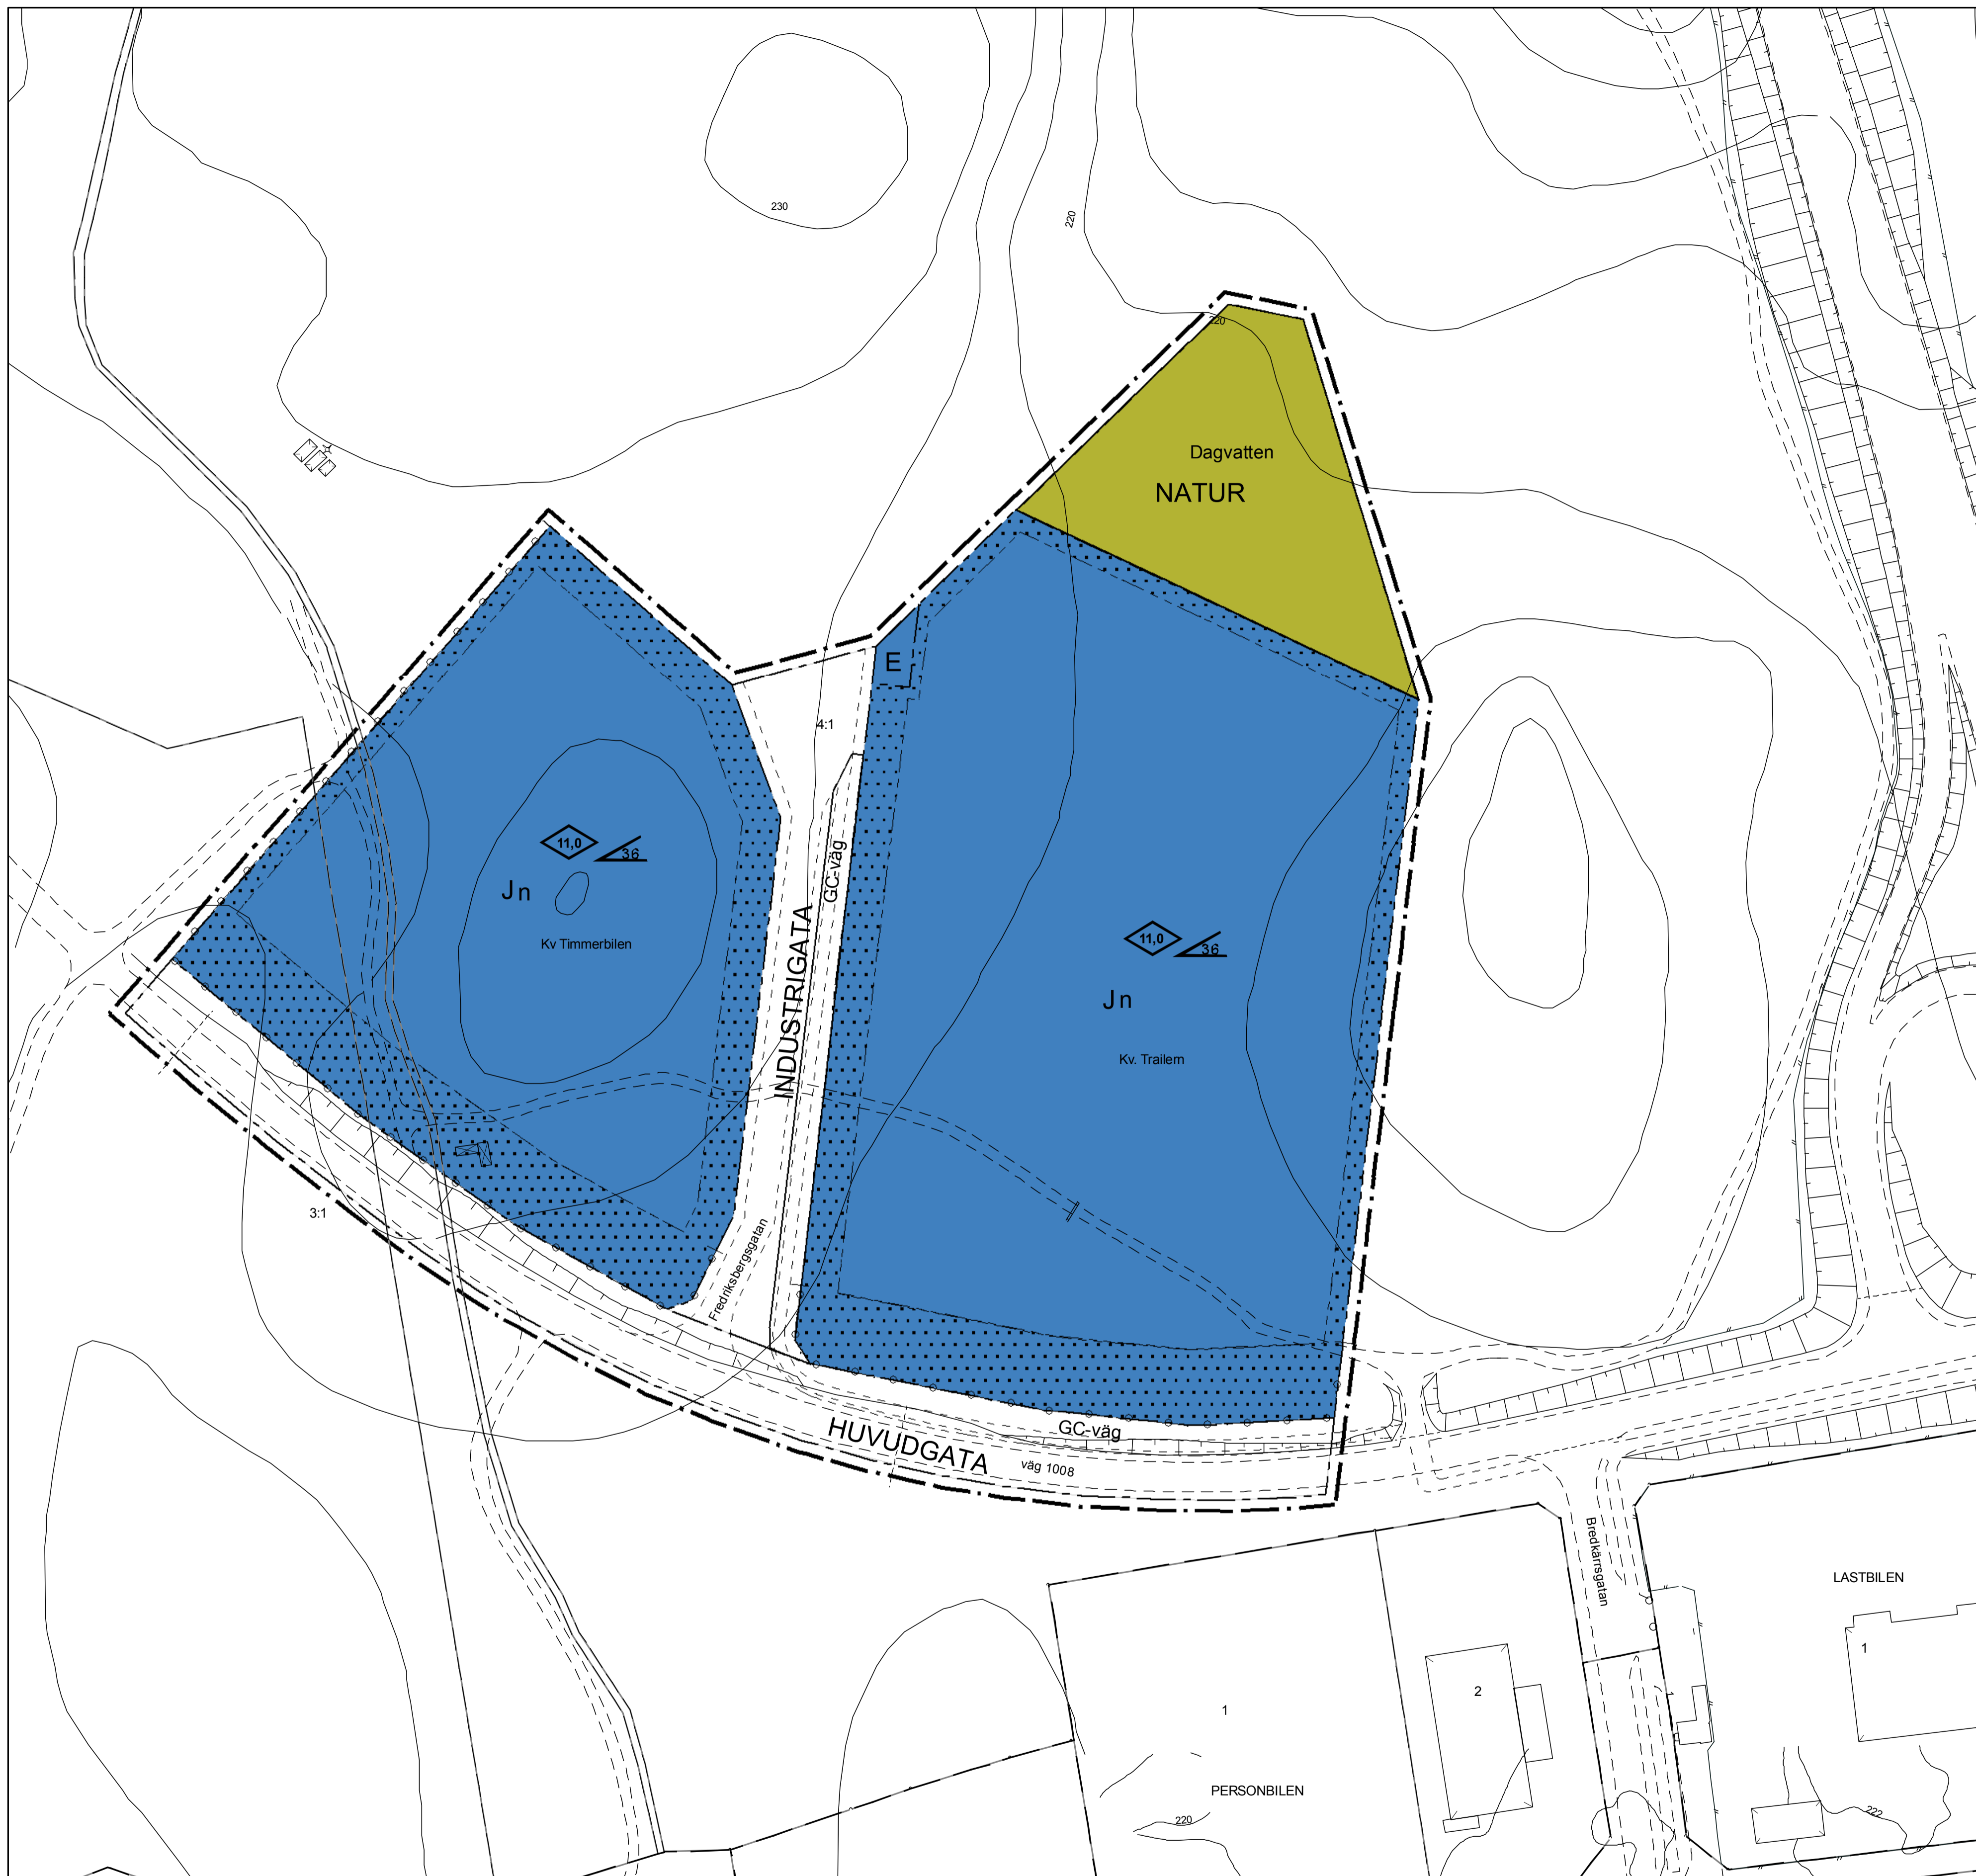 230
220
220
Dagvatten
NATUR
E
4:1
11,0
36
Jn
Kv Timmerbilen
GC-väg
INDUSTRIGATA
11,0
36
Jn
Kv. Trailern
3:1
Fredriksbergsgatan
HUVUDGATA
GC-väg
väg 1008
Bredkärrsgatan
LASTBILEN
1
2
1
1
PERSONBILEN
220
222